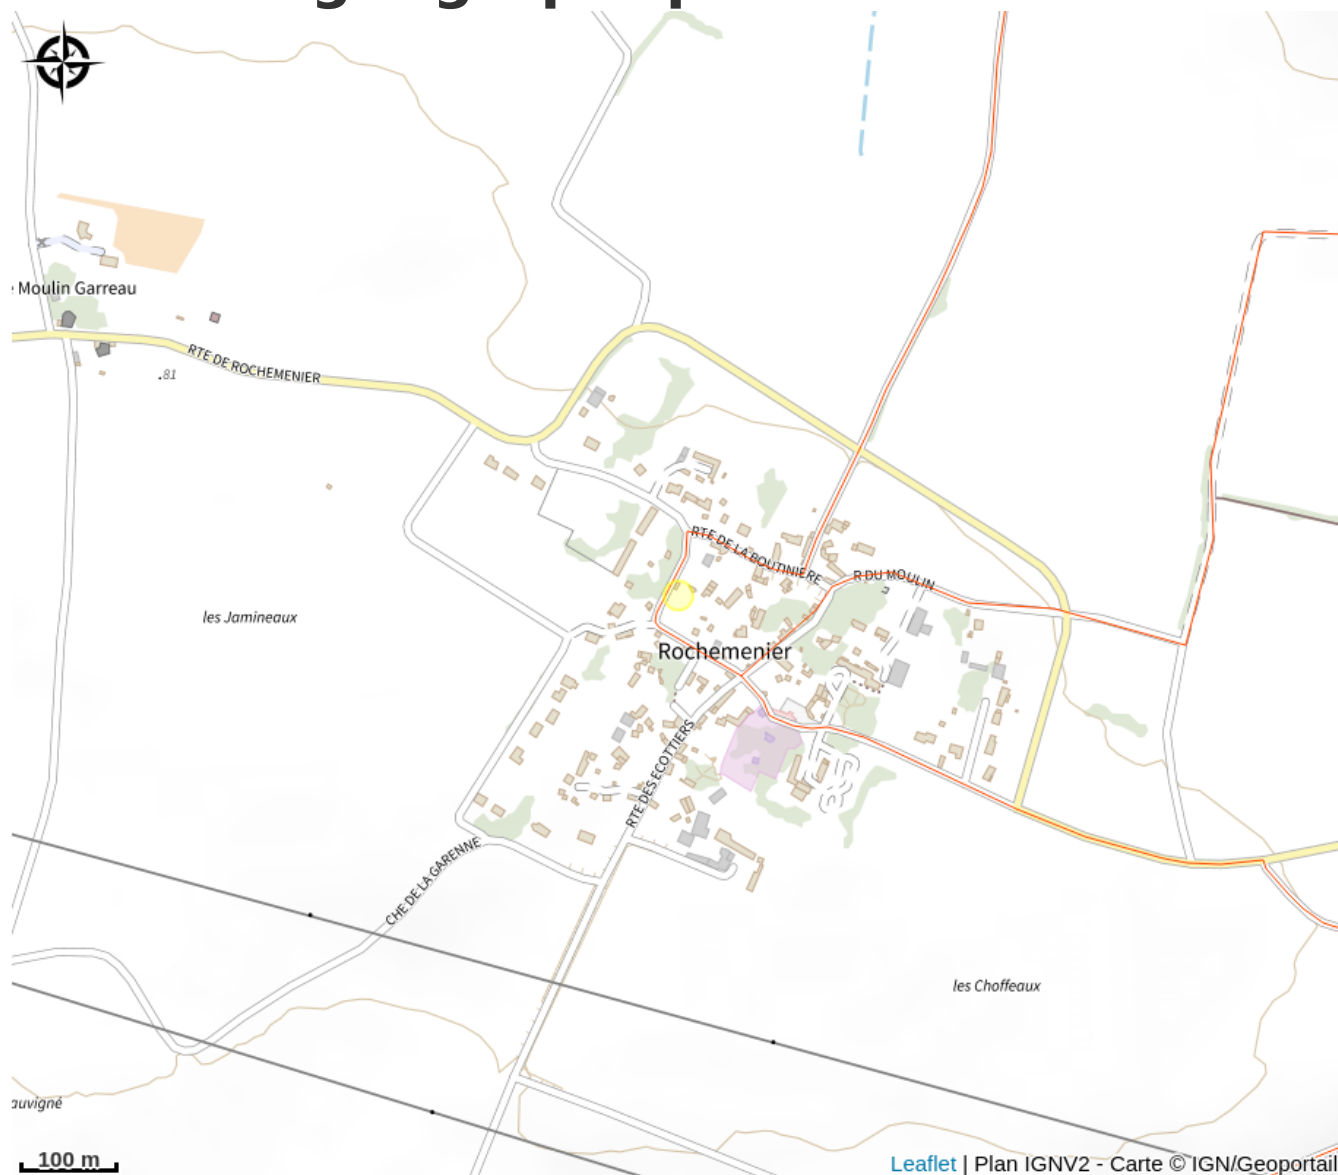 Moulin Garreau
RTE DE ROCHEMENIER
.81
RTE DE LA BOUTINIERE
R DU MOULIN
les Jamineaux
Rochemenier
RTE DES ECOTTIERS
CHE DE LA GARENNE
les Choffeaux
auvigné
100 m
Leaflet | Plan IGNV2 - Carte © IGN/Geoportail